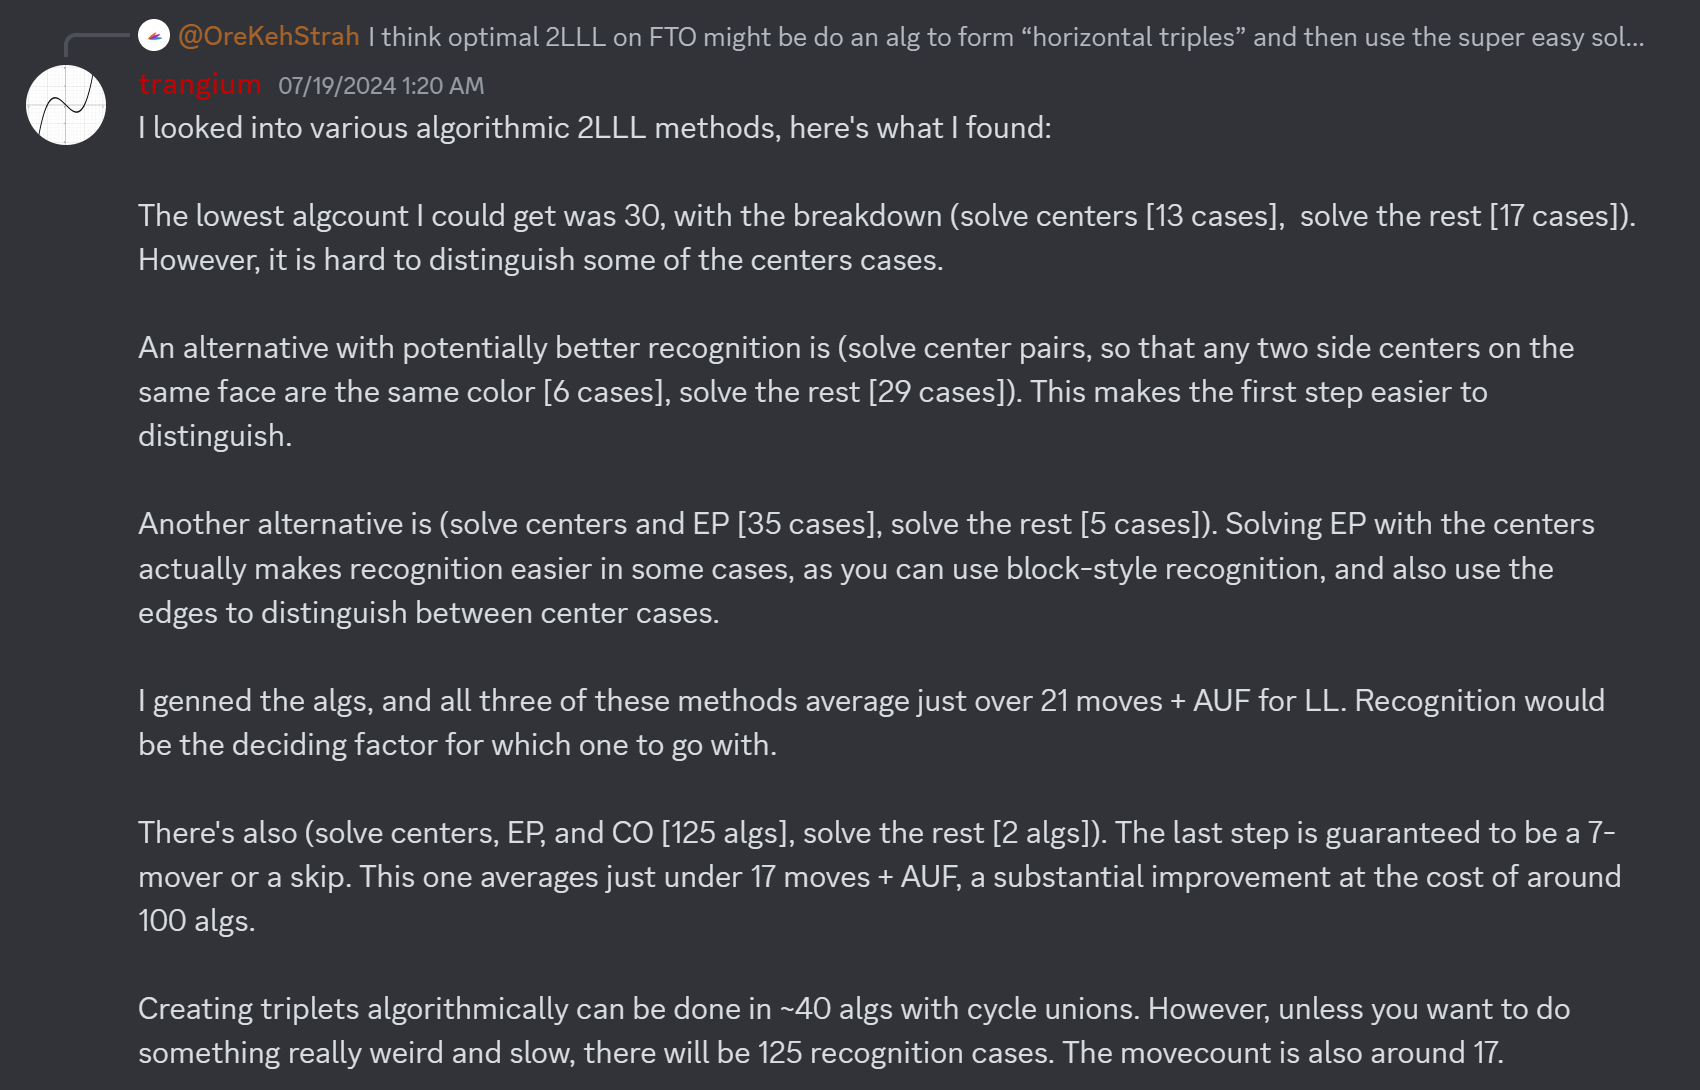 @OreKehStrah I think optimal 2LLL on FTO might be do an alg to form “horizontal triples” and then use the super easy sol...
trangium 07/19/2024 1:20 AM
I looked into various algorithmic 2LLL methods, here's what I found:
The lowest algcount I could get was 30, with the breakdown (solve centers [13 cases],  solve the rest [17 cases]).
However, it is hard to distinguish some of the centers cases.
An alternative with potentially better recognition is (solve center pairs, so that any two side centers on the
same face are the same color [6 cases], solve the rest [29 cases]). This makes the first step easier to
distinguish.
Another alternative is (solve centers and EP [35 cases], solve the rest [5 cases]). Solving EP with the centers
actually makes recognition easier in some cases, as you can use block-style recognition, and also use the
edges to distinguish between center cases.
I genned the algs, and all three of these methods average just over 21 moves + AUF for LL. Recognition would
be the deciding factor for which one to go with.
There's also (solve centers, EP, and CO [125 algs], solve the rest [2 algs]). The last step is guaranteed to be a 7-
mover or a skip. This one averages just under 17 moves + AUF, a substantial improvement at the cost of around
100 algs.
Creating triplets algorithmically can be done in ~40 algs with cycle unions. However, unless you want to do
something really weird and slow, there will be 125 recognition cases. The movecount is also around 17.